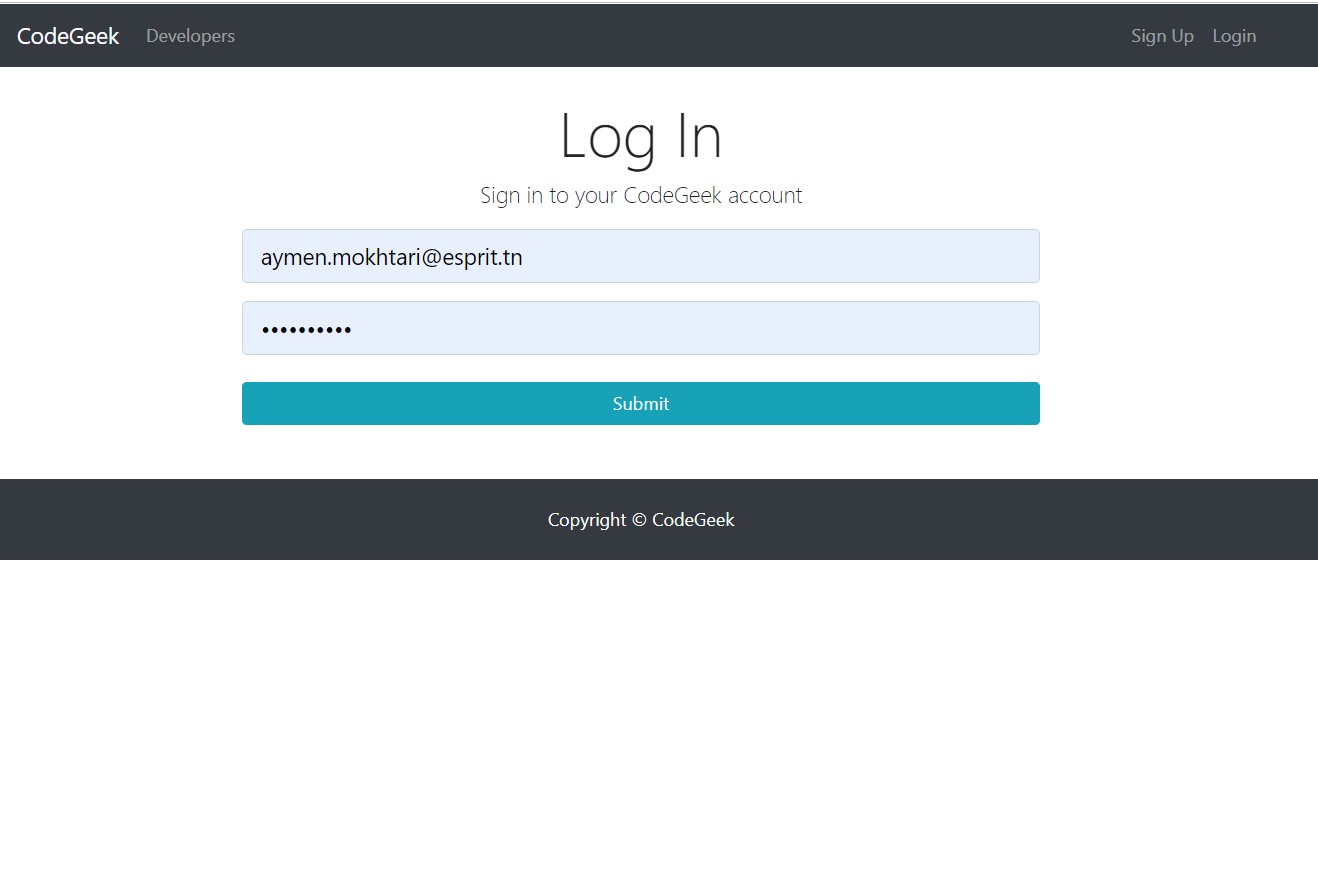 CodeGeek Developers Sign Up Login
Log In
Sign in to your CodeGeek account
aymen.mokhtari@esprit.tn
••••••••••
Submit
Copyright © CodeGeek